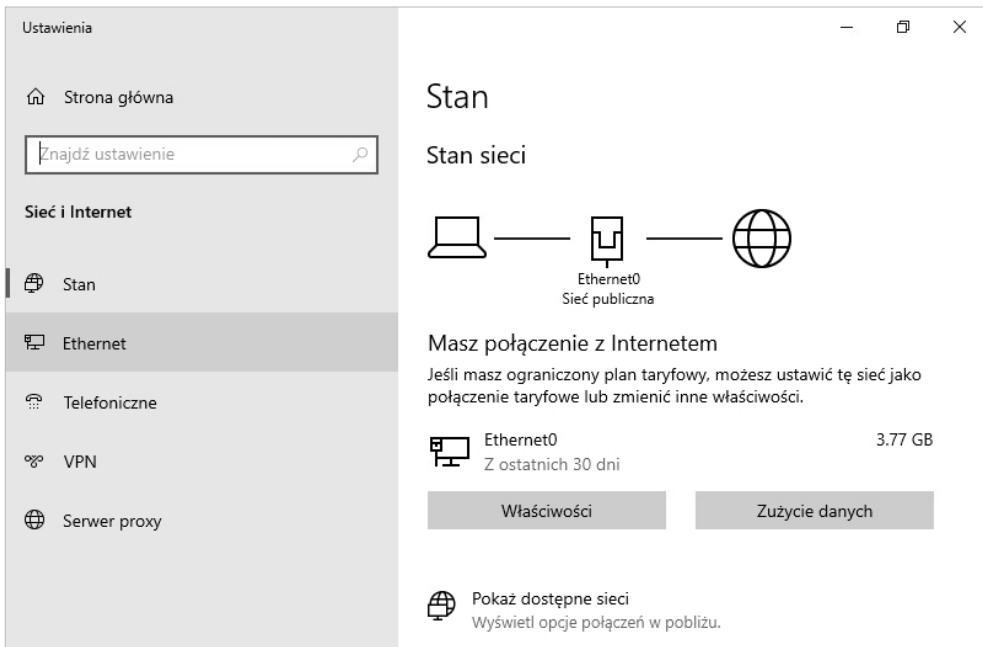 Ustawienia
Strona główna
Znajdź ustawienie
Sieć i Internet
Stan
Ethernet
Telefoniczne
VPN
Serwer proxy
Stan
Stan sieci
Ethernet0
Sieć publiczna
Masz połączenie z Internetem
Jeśli masz ograniczony plan taryfowy, możesz ustawić tę sieć jako
połączenie taryfowe lub zmienić inne właściwości.
Ethernet0 3.77 GB
Z ostatnich 30 dni
Właściwości Zużycie danych
Pokaż dostępne sieci
Wyświetl opcje połączeń w pobliżu.